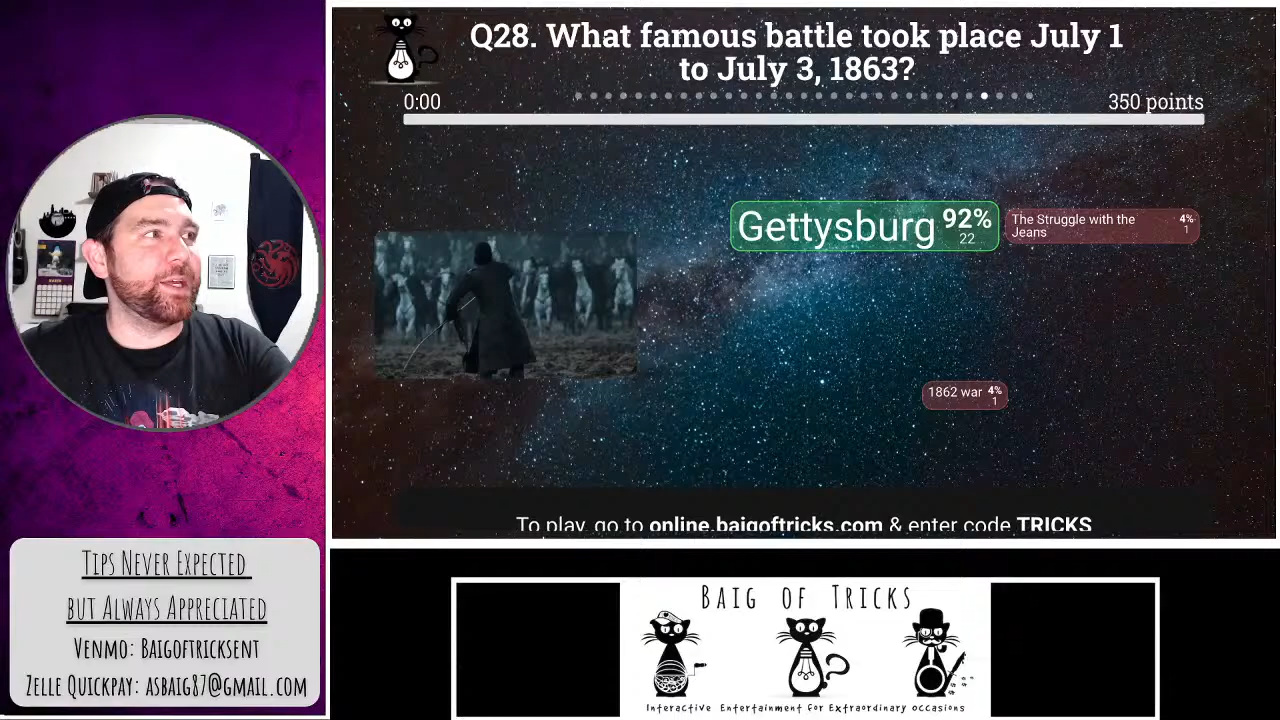 Q28. What famous battle took place July 1
to July 3, 1863?
0:00
350 points
Gettysburg 92%
22
The Struggle with the
Jeans
4%
1
1862 war 4%
1
To play, go to online.baigoftricks.com & enter code TRICKS
Tips Never Expected
but Always Appreciated
Venmo: Baigoftricksent
Zelle Quickpay: asbaig87@gmail.com
Baig of Tricks
Interactive Entertainment for Extraordinary Occasions